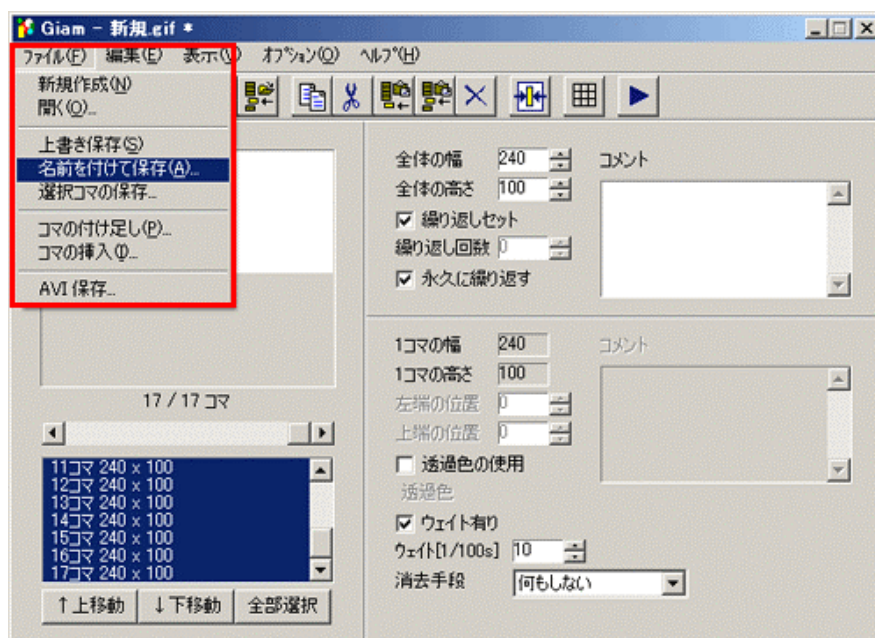 Giam - 新規.gif *
ファイル(F) 編集(E) 表示(V) オプション(O) ヘルプ(H)
新規作成(N)
開く(O)...
上書き保存(S)
名前を付けて保存(A)...
選択コマの保存...
コマの付け足し(P)...
コマの挿入(I)...
AVI 保存...
17 / 17 コマ
11コマ 240 x 100
12コマ 240 x 100
13コマ 240 x 100
14コマ 240 x 100
15コマ 240 x 100
16コマ 240 x 100
17コマ 240 x 100
↑上移動 ↓下移動 全部選択
全体の幅 240 コメント
全体の高さ 100
繰り返しセット
繰り返し回数 0
永久に繰り返す
1コマの幅 240 コメント
1コマの高さ 100
左端の位置 0
上端の位置 0
透過色の使用
透過色
ウェイト有り
ウェイト[1/100s] 10
消去手段 何もしない